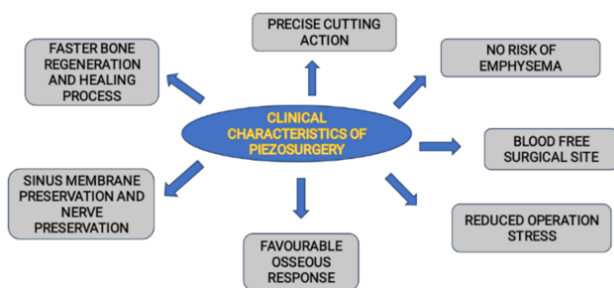 PRECISE CUTTING
ACTION
FASTER BONE
REGENERATION
AND HEALING
PROCESS
NO RISK OF
EMPHYSEMA
CLINICAL
CHARACTERISTICS OF
PIEZOSURGERY
BLOOD FREE
SURGICAL SITE
SINUS MEMBRANE
PRESERVATION AND
NERVE
PRESERVATION
REDUCED OPERATION
STRESS
FAVOURABLE
OSSEOUS
RESPONSE